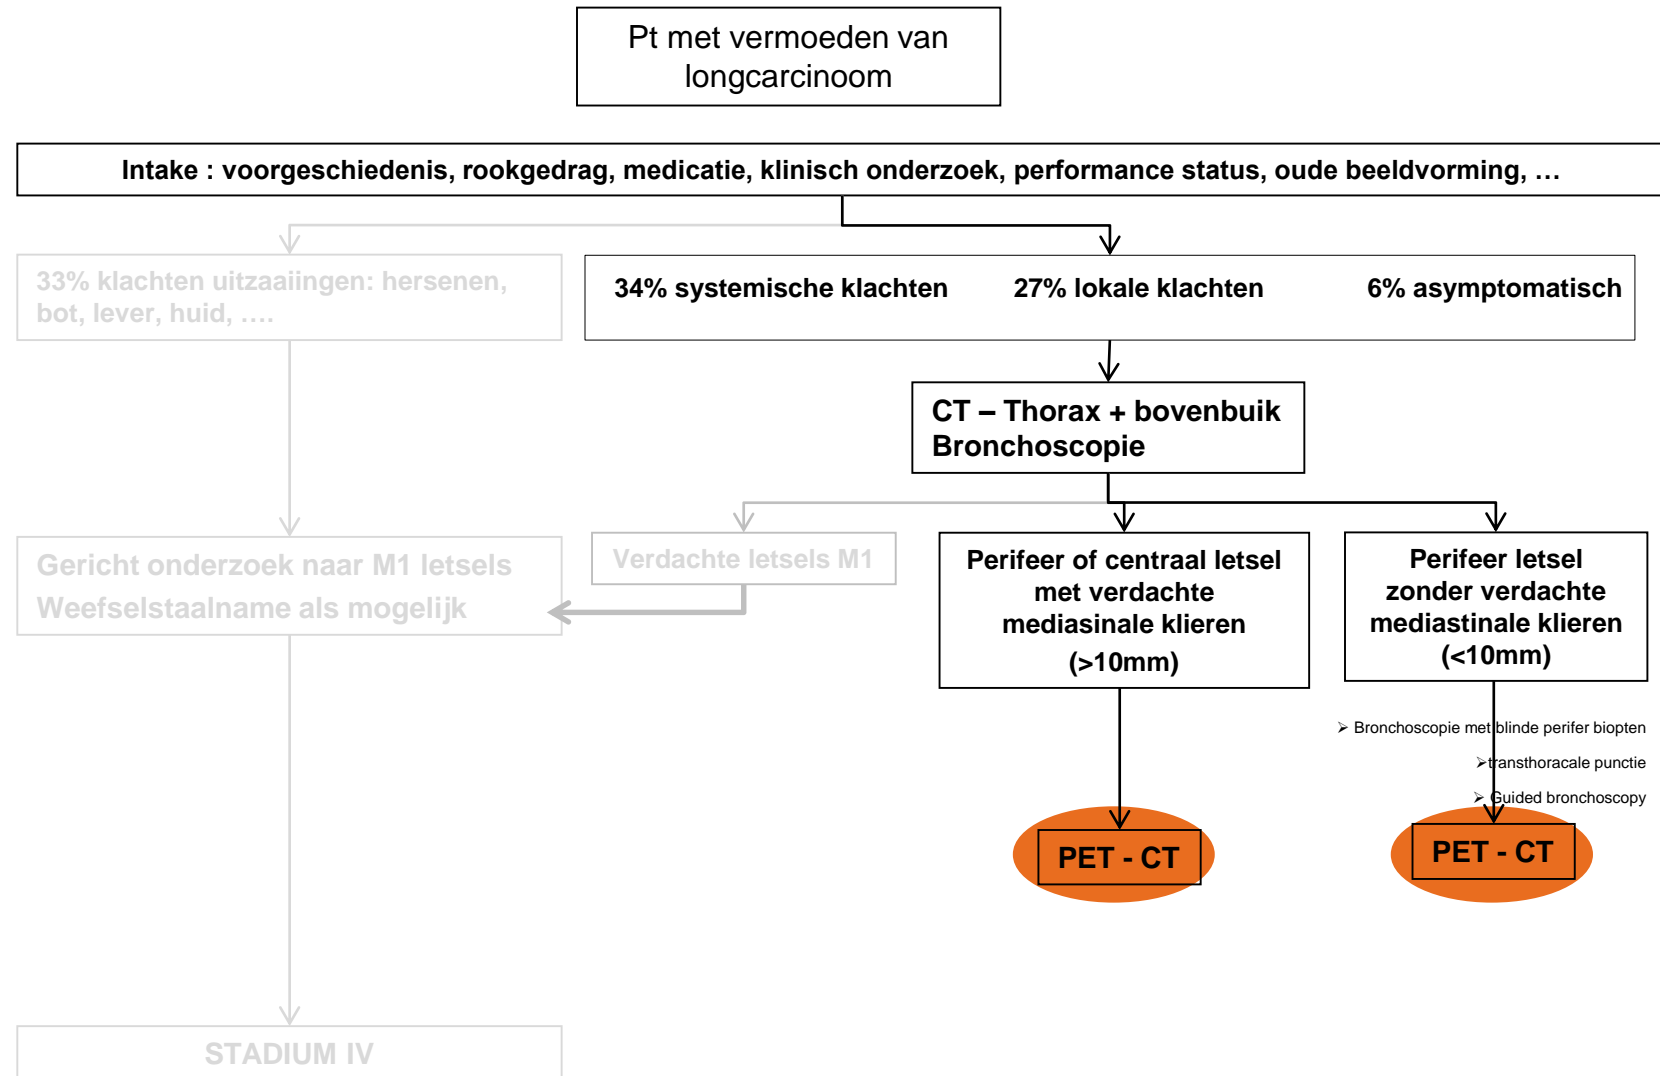 Pt met vermoeden van
longcarcinoom
Intake : voorgeschiedenis, rookgedrag, medicatie, klinisch onderzoek, performance status, oude beeldvorming, …
33% klachten uitzaaiingen: hersenen,
bot, lever, huid, ….
34% systemische klachten
27% lokale klachten
6% asymptomatisch
CT – Thorax + bovenbuik
Bronchoscopie
Gericht onderzoek naar M1 letsels
Weefselstaalname als mogelijk
Verdachte letsels M1
Perifeer of centraal letsel
met verdachte
mediasinale klieren
(>10mm)
Perifeer letsel
zonder verdachte
mediastinale klieren
(<10mm)
➢ Bronchoscopie met blinde perifer biopten
➢transthoracale punctie
➢ Guided bronchoscopy
PET - CT
PET - CT
STADIUM IV